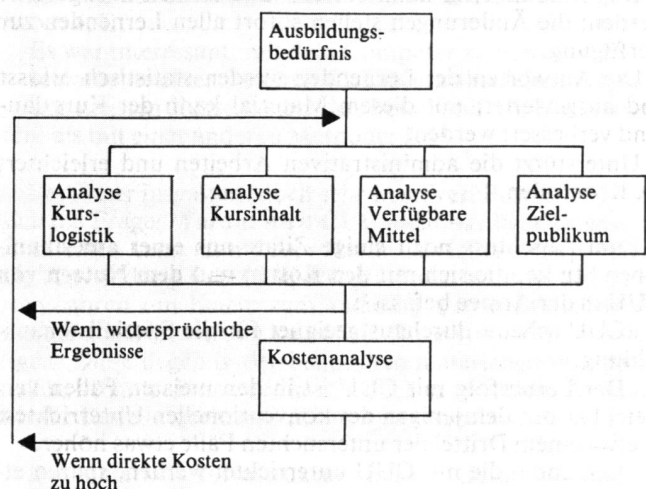 Ausbildungs-
bedürfnis
Analyse
Kurs-
logistik
Analyse
Kursinhalt
Analyse
Verfügbare
Mittel
Analyse
Ziel-
publikum
Wenn widersprüchliche
Ergebnisse
Kostenanalyse
Wenn direkte Kosten
zu hoch